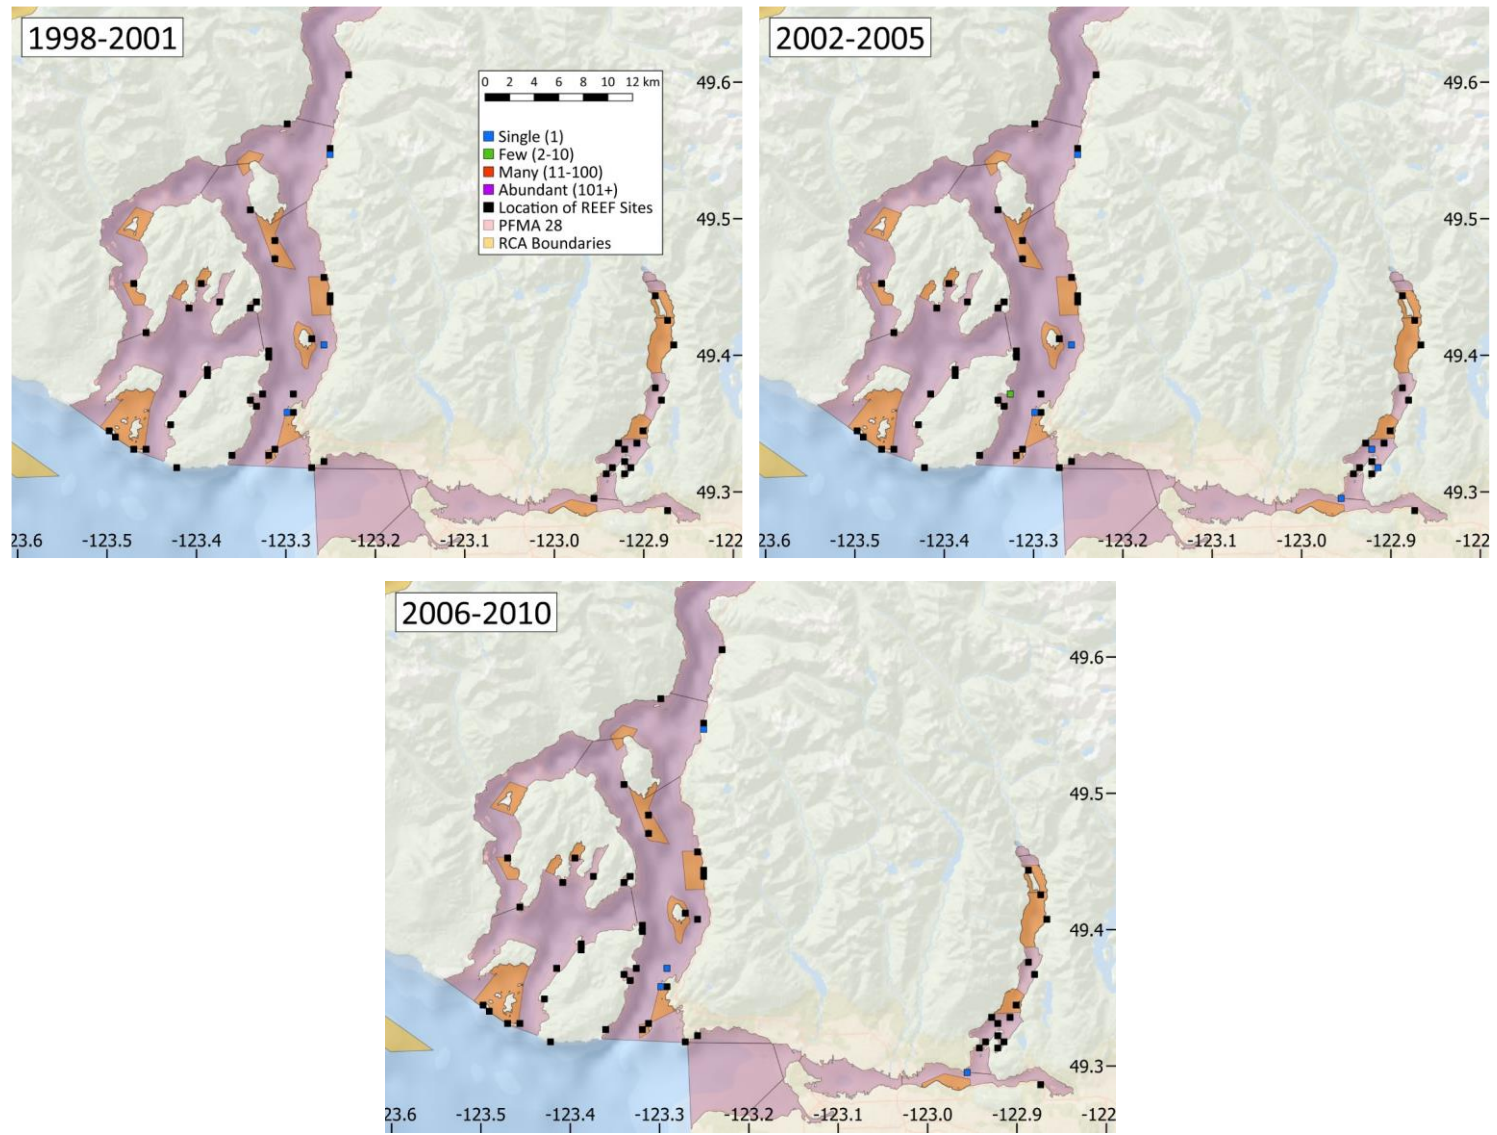 1998-2001
0 2 4 6 8 10 12 km
Single (1)
Few (2-10)
Many (11-100)
Abundant (101+)
Location of REEF Sites
PFMA 28
RCA Boundaries
49.6
49.5
49.4
49.3
23.6 -123.5 -123.4 -123.3 -123.2 -123.1 -123.0 -122.9 -122
2002-2005
49.6
49.5
49.4
49.3
23.6 -123.5 -123.4 -123.3 -123.2 -123.1 -123.0 -122.9 -122
2006-2010
49.6
49.5
49.4
49.3
23.6 -123.5 -123.4 -123.3 -123.2 -123.1 -123.0 -122.9 -122